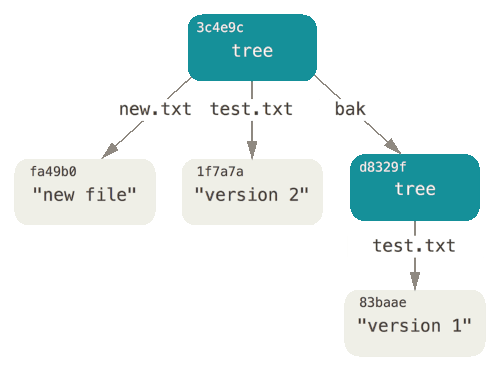 3c4e9c
tree
new.txt
test.txt
bak
fa49b0
"new file"
1f7a7a
"version 2"
d8329f
tree
test.txt
83baae
"version 1"